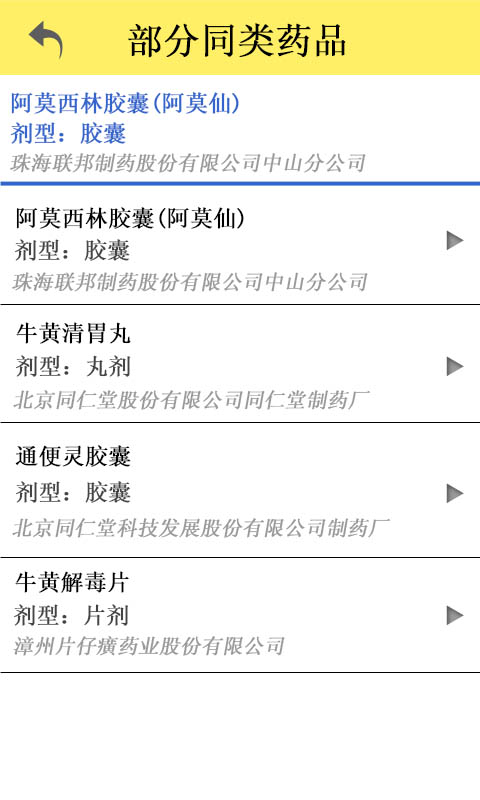 部分同类药品
阿莫西林胶囊(阿莫仙)
剂型：胶囊
珠海联邦制药股份有限公司中山分公司
阿莫西林胶囊(阿莫仙)
剂型：胶囊
珠海联邦制药股份有限公司中山分公司
牛黄清胃丸
剂型：丸剂
北京同仁堂股份有限公司同仁堂制药厂
通便灵胶囊
剂型：胶囊
北京同仁堂科技发展股份有限公司制药厂
牛黄解毒片
剂型：片剂
漳州片仔癀药业股份有限公司